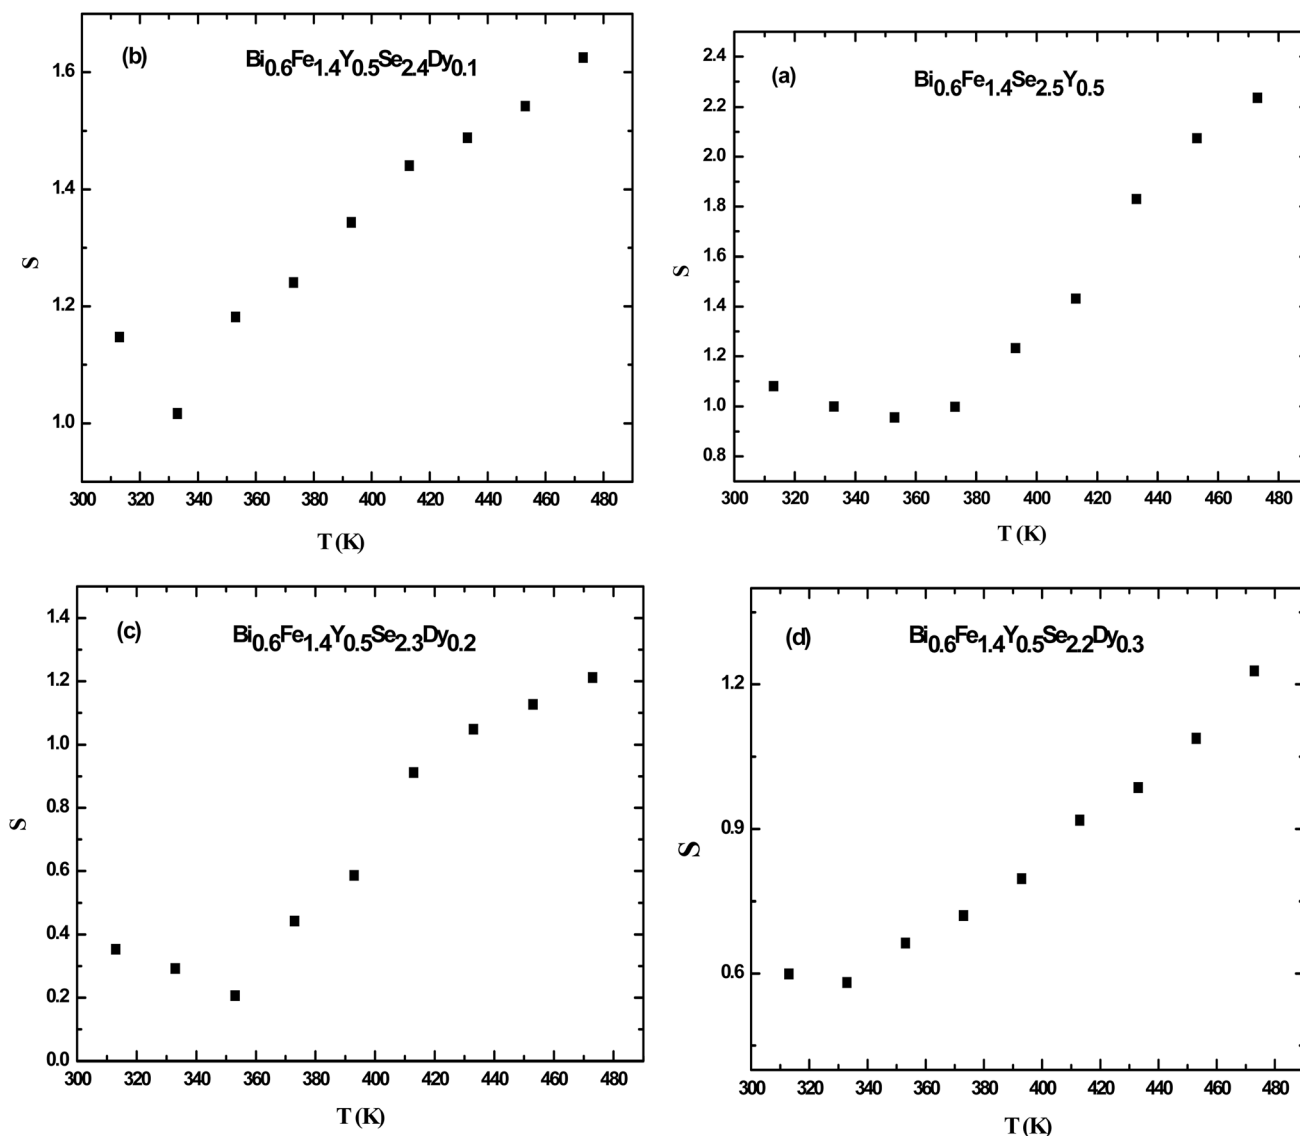 (b) Bi0.6Fe1.4Y0.5Se2.4Dy0.1
1.6
1.4
1.2
1.0
S
300 320 340 360 380 400 420 440 460 480
T (K)
(a) Bi0.6Fe1.4Se2.5Y0.5
2.4
2.2
2.0
1.8
1.6
1.4
1.2
1.0
0.8
S
300 320 340 360 380 400 420 440 460 480
T (K)
(c) Bi0.6Fe1.4Y0.5Se2.3Dy0.2
1.4
1.2
1.0
0.8
0.6
0.4
0.2
0.0
S
300 320 340 360 380 400 420 440 460 480
T (K)
(d) Bi0.6Fe1.4Y0.5Se2.2Dy0.3
1.2
0.9
0.6
S
300 320 340 360 380 400 420 440 460 480
T (K)